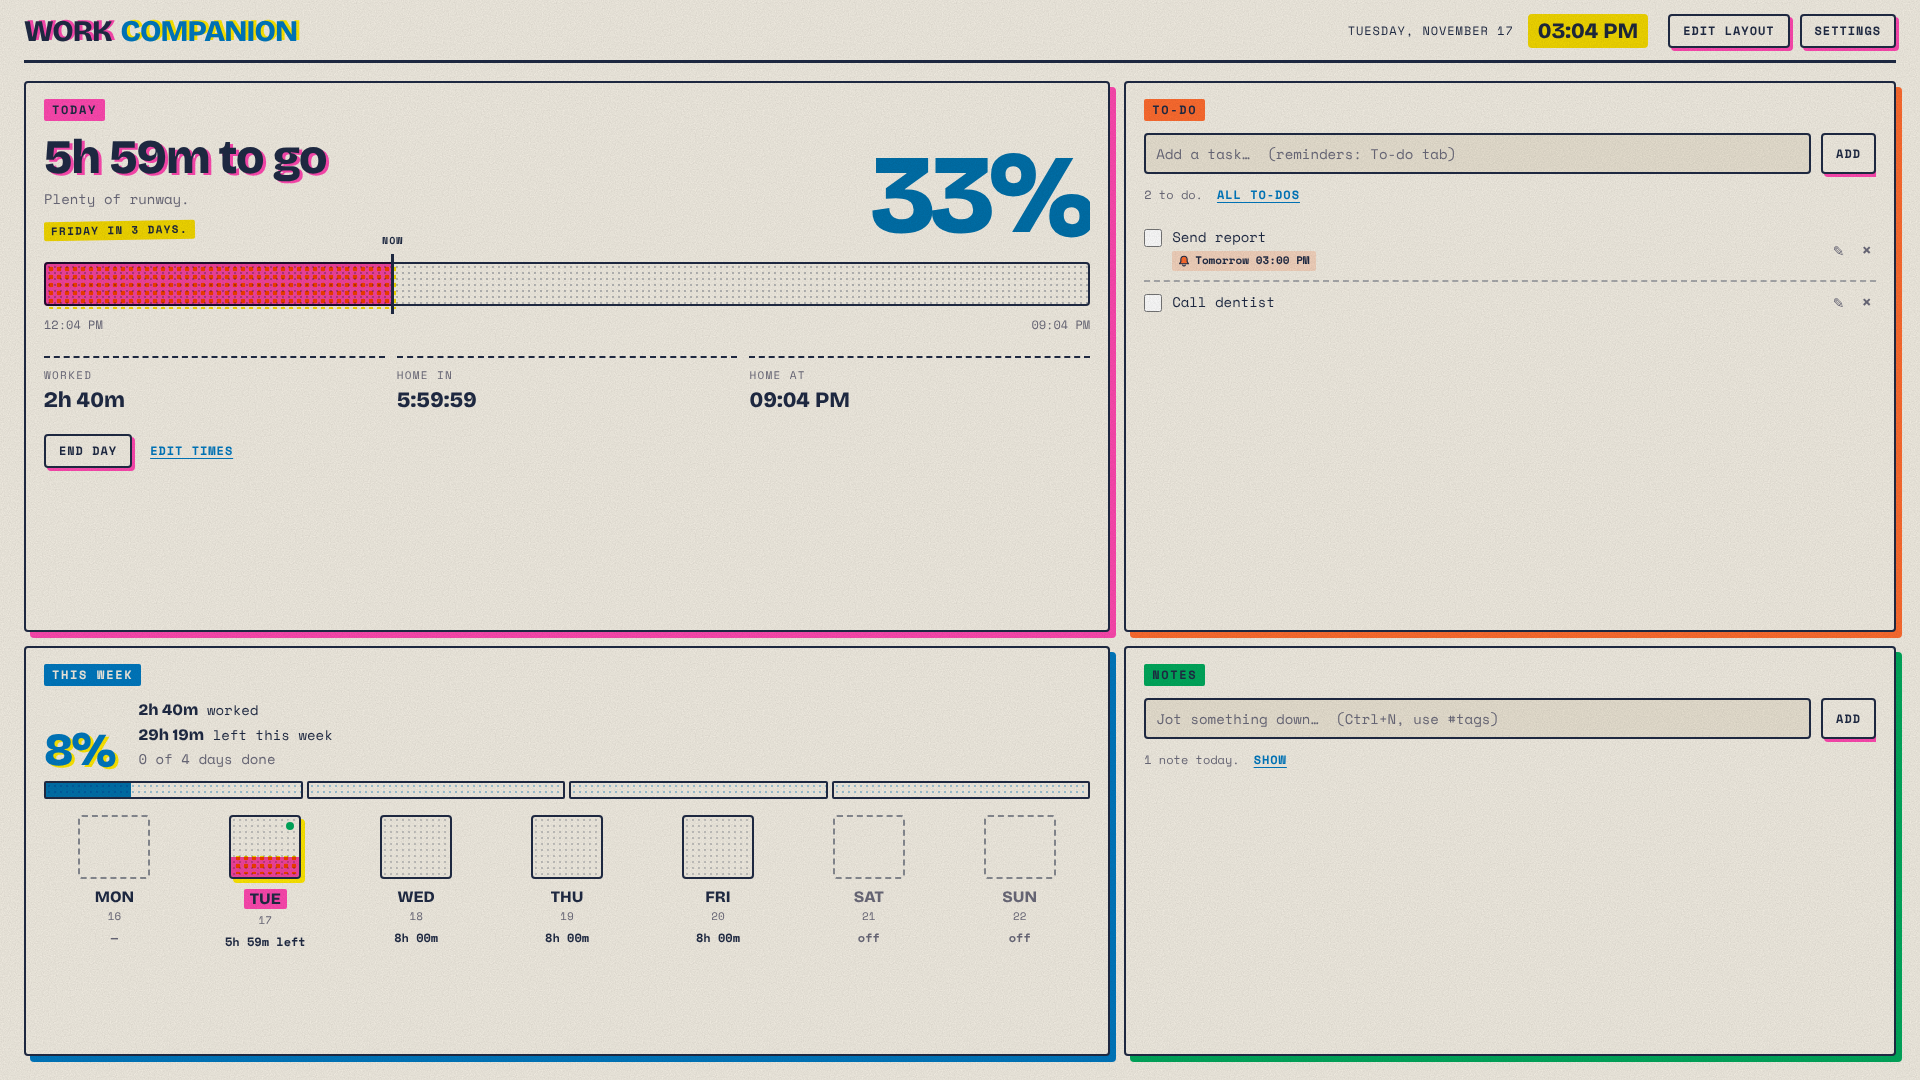 WORK COMPANION
TUESDAY, NOVEMBER 17
03:04 PM
EDIT LAYOUT
SETTINGS
TODAY
5h 59m to go
Plenty of runway.
FRIDAY IN 3 DAYS.
33%
NOW
12:04 PM
09:04 PM
WORKED
2h 40m
HOME IN
5:59:59
HOME AT
09:04 PM
END DAY
EDIT TIMES
TO-DO
Add a task… (reminders: To-do tab)
ADD
2 to do. ALL TO-DOS
Send report
Tomorrow 03:00 PM
Call dentist
THIS WEEK
8%
2h 40m worked
29h 19m left this week
0 of 4 days done
MON
16
—
TUE
17
5h 59m left
WED
18
8h 00m
THU
19
8h 00m
FRI
20
8h 00m
SAT
21
off
SUN
22
off
NOTES
Jot something down… (Ctrl+N, use #tags)
ADD
1 note today. SHOW